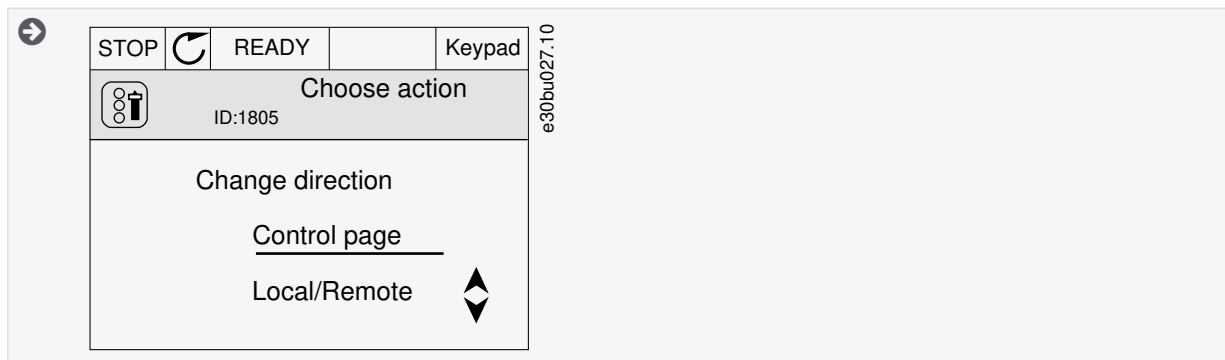 STOP READY Keypad
Choose action
ID:1805
Change direction
Control page
Local/Remote
e30bu027.10